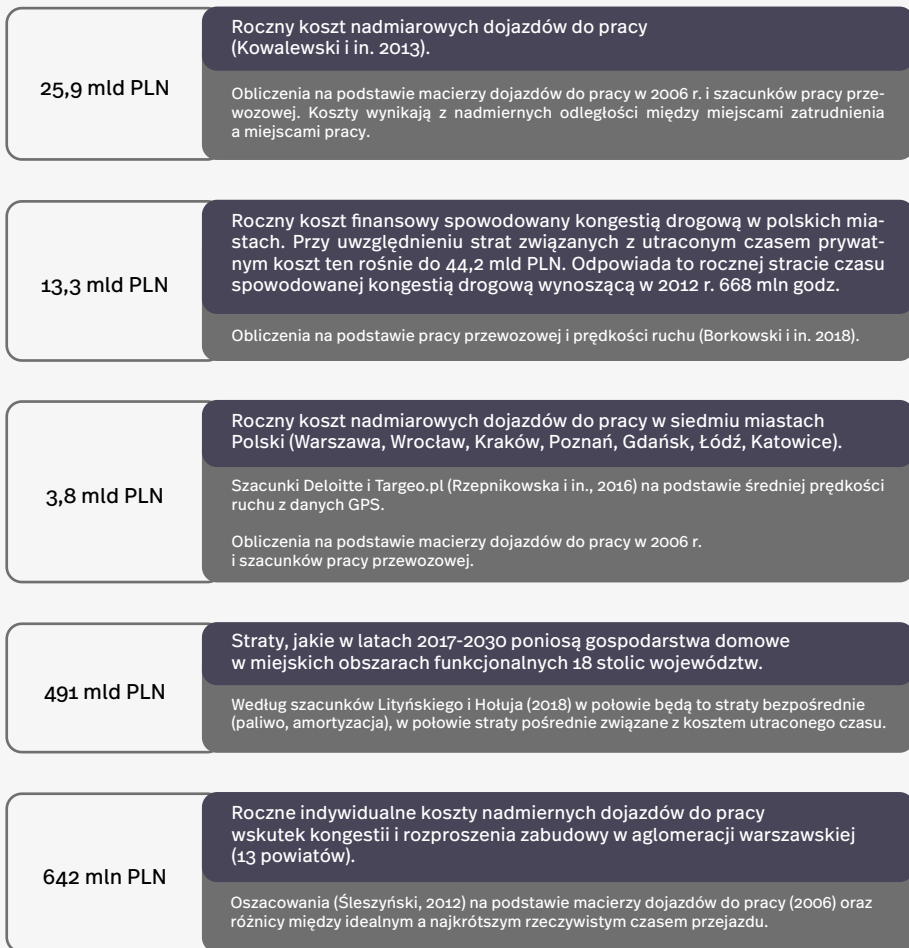 25,9 mld PLN
Roczny koszt nadmiarowych dojazdów do pracy
(Kowalewski i in. 2013).
Obliczenia na podstawie macierzy dojazdów do pracy w 2006 r. i szacunków pracy prze-
wozowej. Koszty wynikają z nadmiernych odległości między miejscami zatrudnienia
a miejscami pracy.
13,3 mld PLN
Roczny koszt finansowy spowodowany kongestią drogową w polskich mia-
stach. Przy uwzględnieniu strat związanych z utraconym czasem prywat-
nym koszt ten rośnie do 44,2 mld PLN. Odpowiada to rocznej stracie czasu
spowodowanej kongestią drogową wynoszącą w 2012 r. 668 mln godz.
Obliczenia na podstawie pracy przewozowej i prędkości ruchu (Borkowski i in. 2018).
3,8 mld PLN
Roczny koszt nadmiarowych dojazdów do pracy w siedmiu miastach
Polski (Warszawa, Wrocław, Kraków, Poznań, Gdańsk, Łódź, Katowice).
Szacunki Deloitte i Targeo.pl (Rzepnikowska i in., 2016) na podstawie średniej prędkości
ruchu z danych GPS.
Obliczenia na podstawie macierzy dojazdów do pracy w 2006 r.
i szacunków pracy przewozowej.
491 mld PLN
Straty, jakie w latach 2017-2030 poniosą gospodarstwa domowe
w miejskich obszarach funkcjonalnych 18 stolic województw.
Według szacunków Lityńskiego i Hołuja (2018) w połowie będą to straty bezpośrednie
(paliwo, amortyzacja), w połowie straty pośrednie związane z kosztem utraconego czasu.
642 mln PLN
Roczne indywidualne koszty nadmiernych dojazdów do pracy
wskutek kongestii i rozproszenia zabudowy w aglomeracji warszawskiej
(13 powiatów).
Oszacowania (Śleszyński, 2012) na podstawie macierzy dojazdów do pracy (2006) oraz
różnicy między idealnym a najkrótszym rzeczywistym czasem przejazdu.